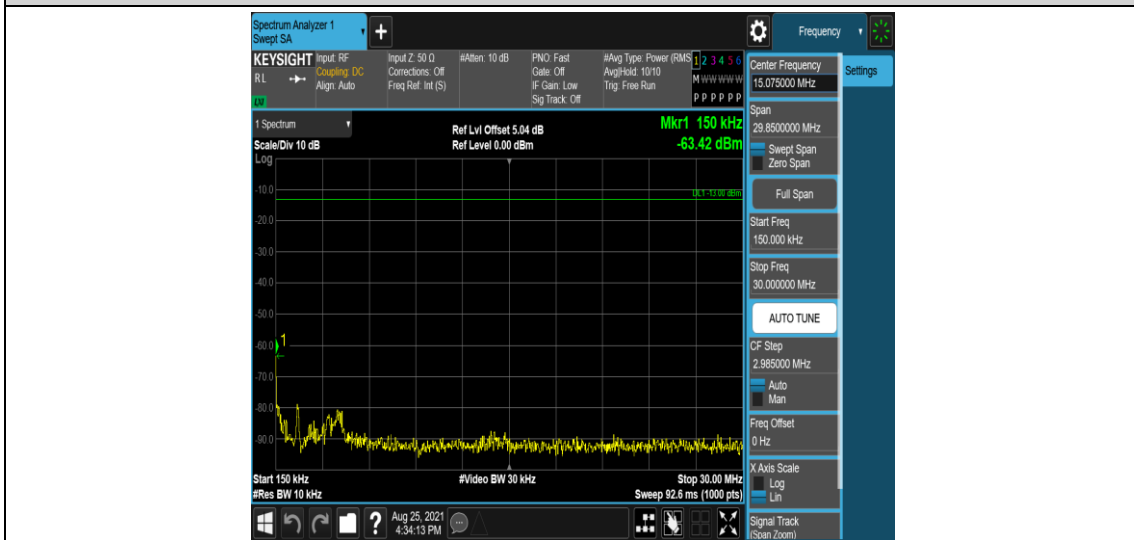 Spectrum Analyzer 1
Swept SA
+
Frequency
KEYSIGHT
RL
LXI
Input: RF
Coupling: DC
Align: Auto
Input Z: 50 Ω
Corrections: Off
Freq Ref: Int (S)
#Atten: 10 dB
PNO: Fast
Gate: Off
IF Gain: Low
Sig Track: Off
#Avg Type: Power (RMS
Avg|Hold: 10/10
Trig: Free Run
1 2 3 4 5 6
M W W W W W
P P P P P P
1 Spectrum
Scale/Div 10 dB
Log
Ref Lvl Offset 5.04 dB
Ref Level 0.00 dBm
Mkr1 150 kHz
-63.42 dBm
DL1 -13.00 dBm
-10.0
-20.0
-30.0
-40.0
-50.0
-60.0
-70.0
-80.0
-90.0
1
Start 150 kHz
#Res BW 10 kHz
#Video BW 30 kHz
Stop 30.00 MHz
Sweep 92.6 ms (1000 pts)
?
Aug 25, 2021
4:34:13 PM
Center Frequency
15.075000 MHz
Settings
Span
29.8500000 MHz
Swept Span
Zero Span
Full Span
Start Freq
150.000 kHz
Stop Freq
30.000000 MHz
AUTO TUNE
CF Step
2.985000 MHz
Auto
Man
Freq Offset
0 Hz
X Axis Scale
Log
Lin
Signal Track
(Span Zoom)